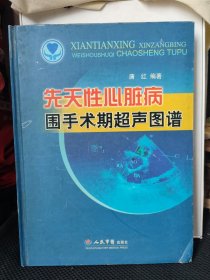 XIANTIANXING XINZANGBING
WEISHOUSHUQI CHAOSHENG TUPU
蒲 红 编著
先天性心脏病
围手术期超声图谱
人民军医出版社